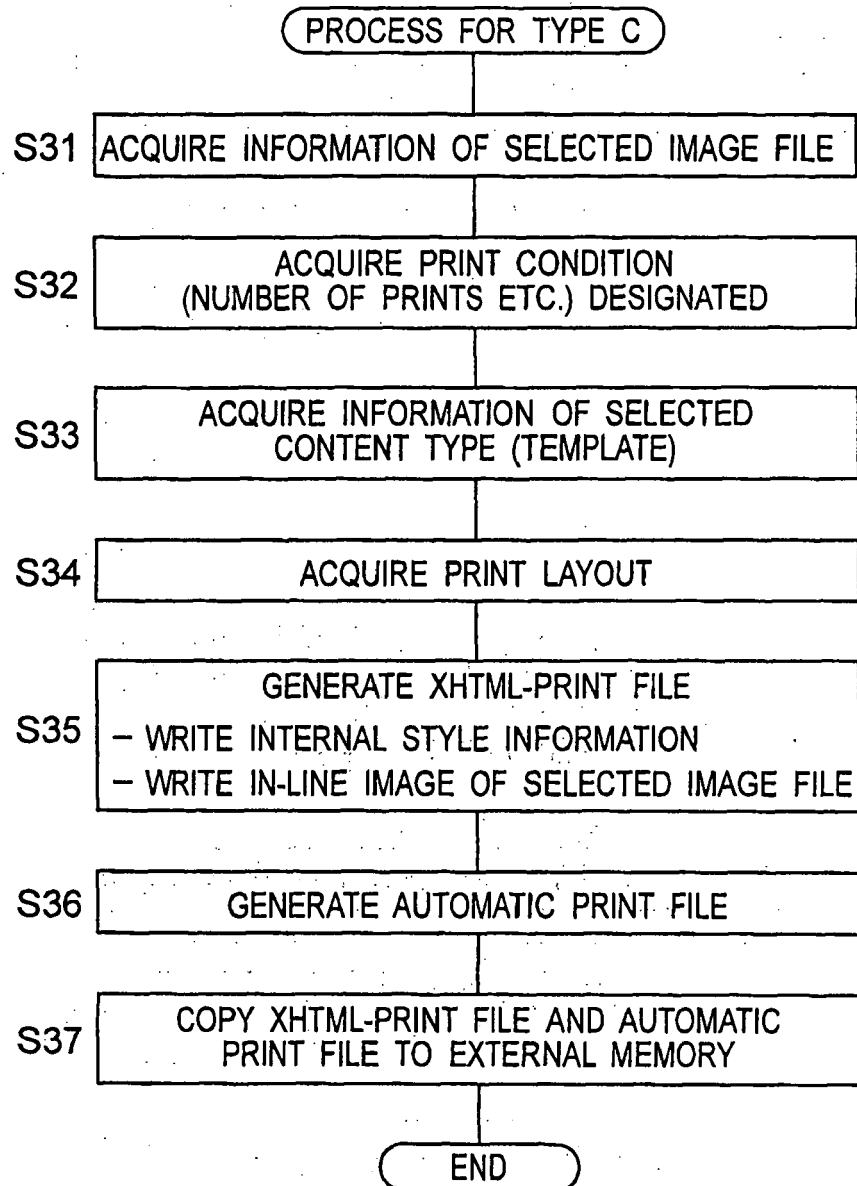 PROCESS FOR TYPE C
S31 ACQUIRE INFORMATION OF SELECTED IMAGE FILE
S32 ACQUIRE PRINT CONDITION
(NUMBER OF PRINTS ETC.) DESIGNATED
S33 ACQUIRE INFORMATION OF SELECTED
CONTENT TYPE (TEMPLATE)
S34 ACQUIRE PRINT LAYOUT
S35 GENERATE XHTML-PRINT FILE
– WRITE INTERNAL STYLE INFORMATION
– WRITE IN-LINE IMAGE OF SELECTED IMAGE FILE
S36 GENERATE AUTOMATIC PRINT FILE
S37 COPY XHTML-PRINT FILE AND AUTOMATIC
PRINT FILE TO EXTERNAL MEMORY
END